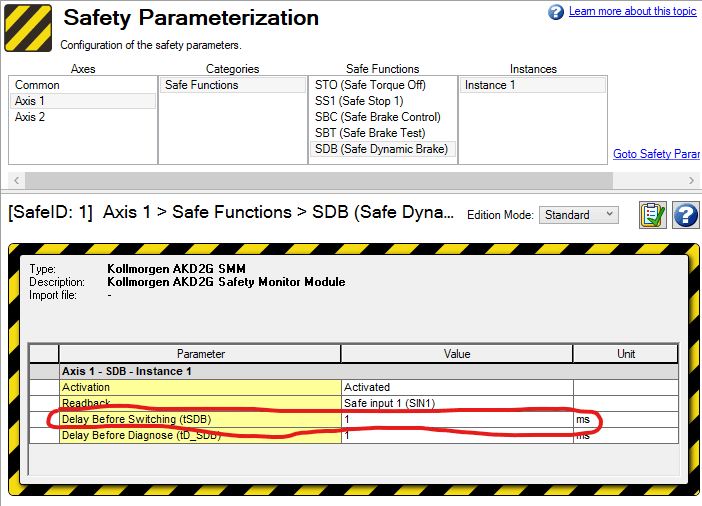 Safety Parameterization
Learn more about this topic
Configuration of the safety parameters.
Axes Categories Safe Functions Instances
Common Safe Functions STO (Safe Torque Off) Instance 1
Axis 1 SS1 (Safe Stop 1)
Axis 2 SBC (Safe Brake Control)
SBT (Safe Brake Test)
SDB (Safe Dynamic Brake)
Goto Safety Parar
[SafeID: 1] Axis 1 > Safe Functions > SDB (Safe Dyna... Edition Mode: Standard
Type: Kollmorgen AKD2G SMM
Description: Kollmorgen AKD2G Safety Monitor Module
Import file: -
Parameter Value Unit
Axis 1 - SDB - Instance 1
Activation Activated
Readback Safe input 1 (SIN1)
Delay Before Switching (tSDB) 1 ms
Delay Before Diagnose (tD_SDB) 1 ms